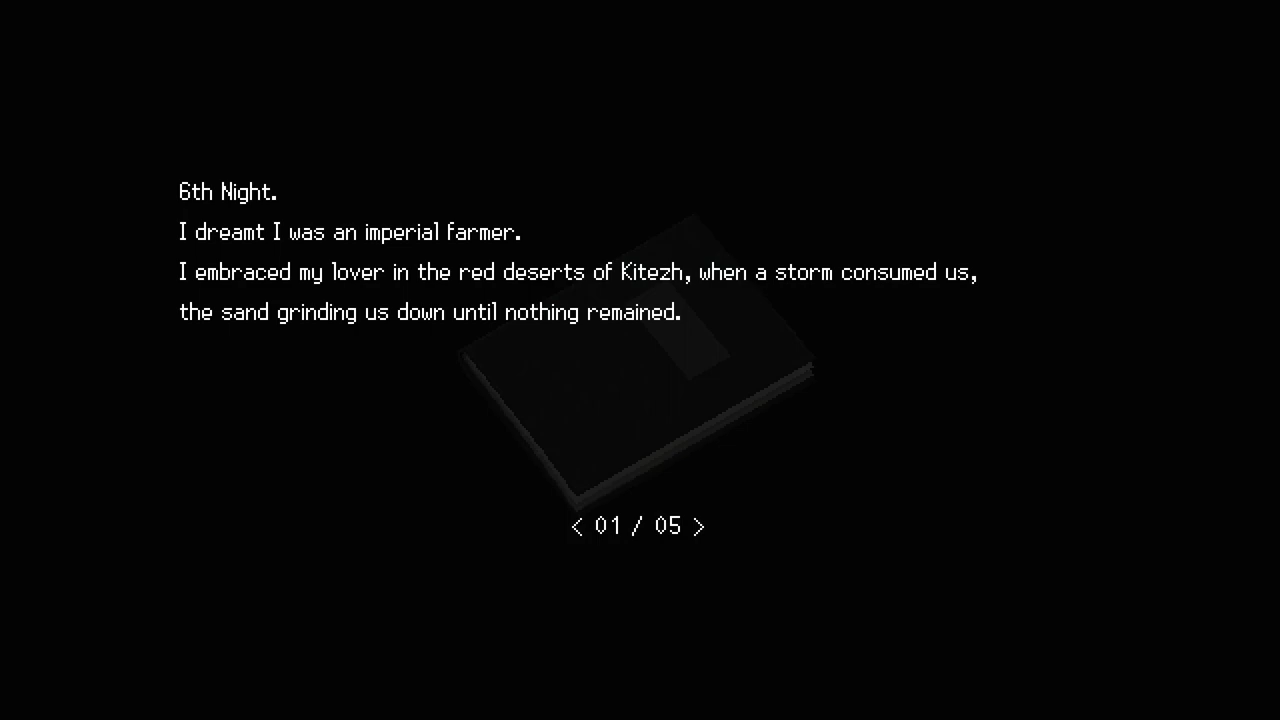 6th Night.
I dreamt I was an imperial farmer.
I embraced my lover in the red deserts of Kitezh, when a storm consumed us,
the sand grinding us down until nothing remained.
< 01 / 05 >